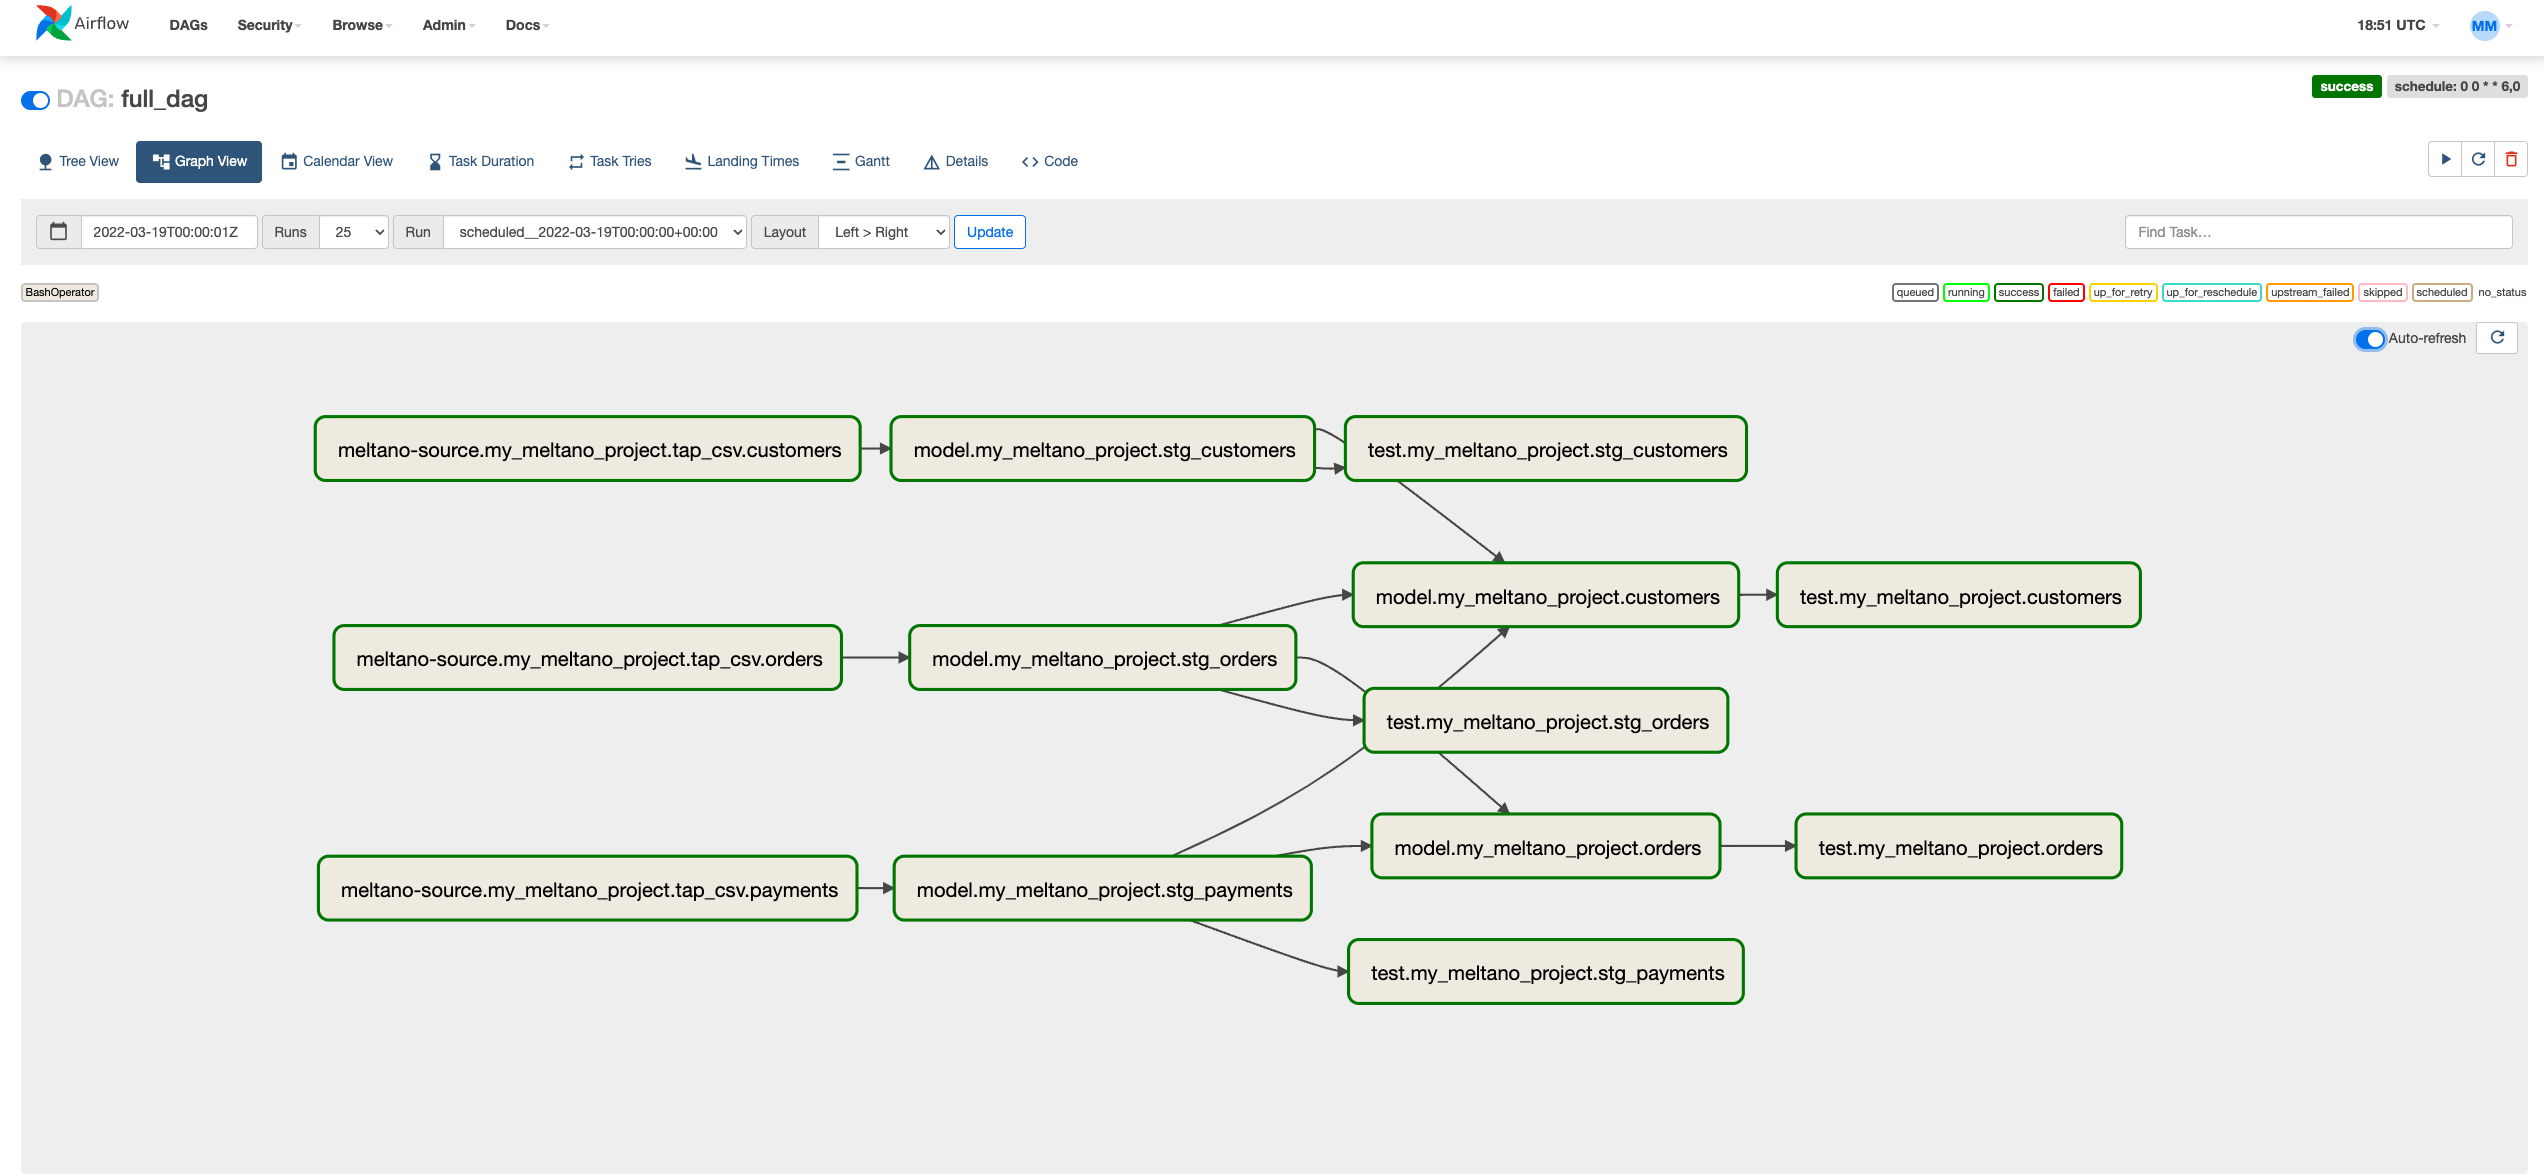 Airflow DAGs Security Browse Admin Docs 18:51 UTC MM
DAG: full_dag success schedule: 0 0 * * 6,0
Tree View Graph View Calendar View Task Duration Task Tries Landing Times Gantt Details Code
2022-03-19T00:00:01Z Runs 25 Run scheduled__2022-03-19T00:00:00+00:00 Layout Left > Right Update Find Task...
BashOperator queued running success failed up_for_retry up_for_reschedule upstream_failed skipped scheduled no_status
Auto-refresh
meltano-source.my_meltano_project.tap_csv.customers model.my_meltano_project.stg_customers test.my_meltano_project.stg_customers
model.my_meltano_project.customers test.my_meltano_project.customers
meltano-source.my_meltano_project.tap_csv.orders model.my_meltano_project.stg_orders
test.my_meltano_project.stg_orders
model.my_meltano_project.orders test.my_meltano_project.orders
meltano-source.my_meltano_project.tap_csv.payments model.my_meltano_project.stg_payments
test.my_meltano_project.stg_payments